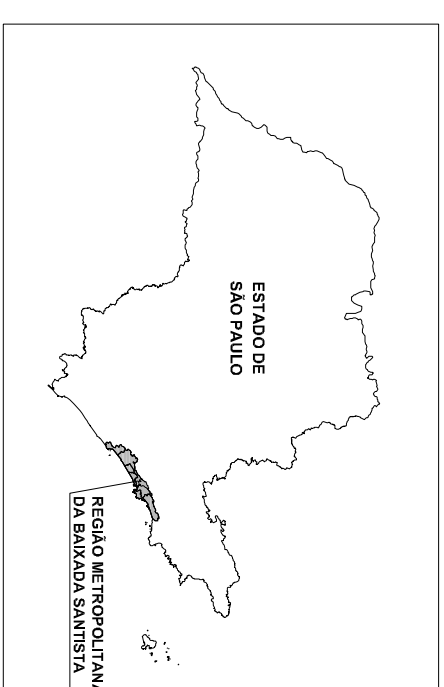 ESTADO DE
SÃO PAULO
REGIÃO METROPOLITANA
DA BAIXADA SANTISTA